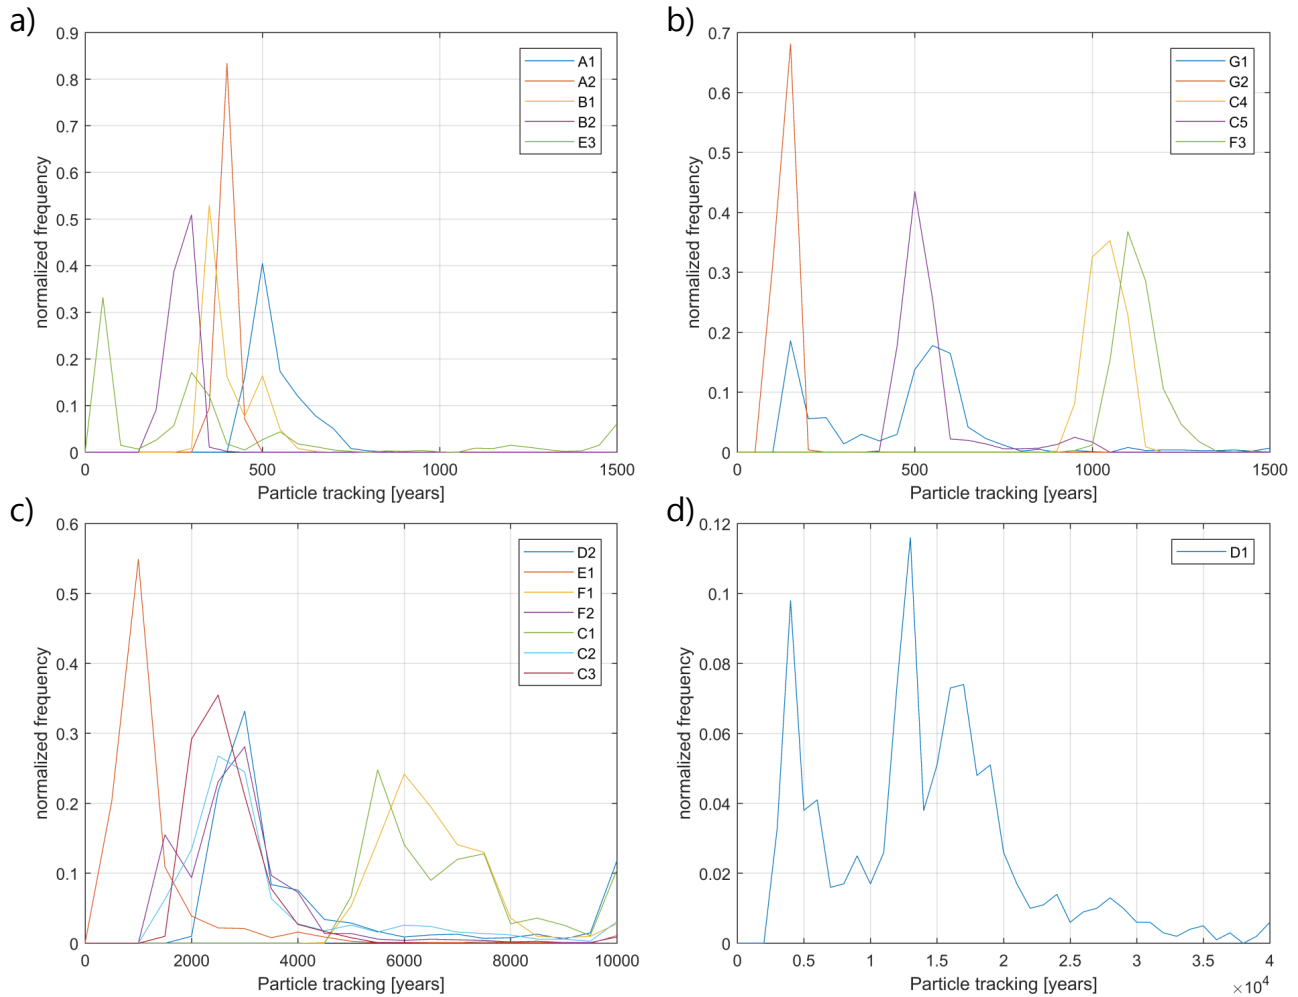 a)
0.9
0.8
0.7
0.6
0.5
0.4
0.3
0.2
0.1
0
normalized frequency
A1
A2
B1
B2
E3
0 500 1000 1500
Particle tracking [years]
b)
0.7
0.6
0.5
0.4
0.3
0.2
0.1
0
normalized frequency
G1
G2
C4
C5
F3
0 500 1000 1500
Particle tracking [years]
c)
0.6
0.5
0.4
0.3
0.2
0.1
0
normalized frequency
D2
E1
F1
F2
C1
C2
C3
0 2000 4000 6000 8000 10000
Particle tracking [years]
d)
0.12
0.1
0.08
0.06
0.04
0.02
0
normalized frequency
D1
0 0.5 1 1.5 2 2.5 3 3.5 4
Particle tracking [years]
×10⁴